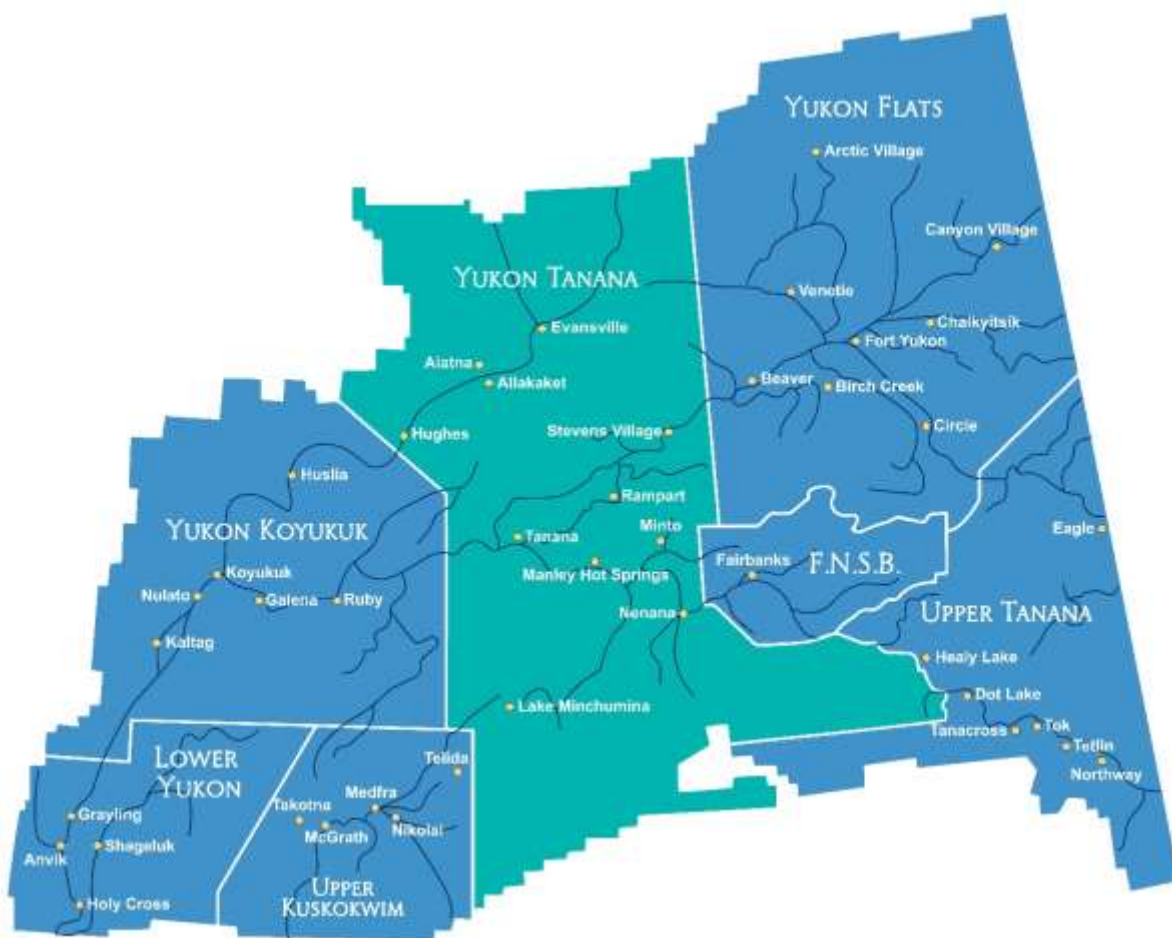 YUKON FLATS
Arctic Village
Canyon Village
YUKON TANANA
Venetie
Evansville
Chalkyitsik
Fort Yukon
Alatna
Allakaket
Beaver
Birch Creek
Circle
Stevens Village
Hughes
Huslia
Rampart
YUKON KOYUKUK
Minto
Eagle
Tanana
Fairbanks
F.N.S.B.
Manley Hot Springs
Koyukuk
Nulato
Galena
Ruby
Nenana
UPPER TANANA
Kaltag
Healy Lake
Dot Lake
Lake Minchumina
Tanacross
Tok
Tetlin
Northway
LOWER
YUKON
Telida
Medfra
Takotna
McGrath
Nikolai
Grayling
Anvik
Shageluk
UPPER
KUSKOKWIM
Holy Cross